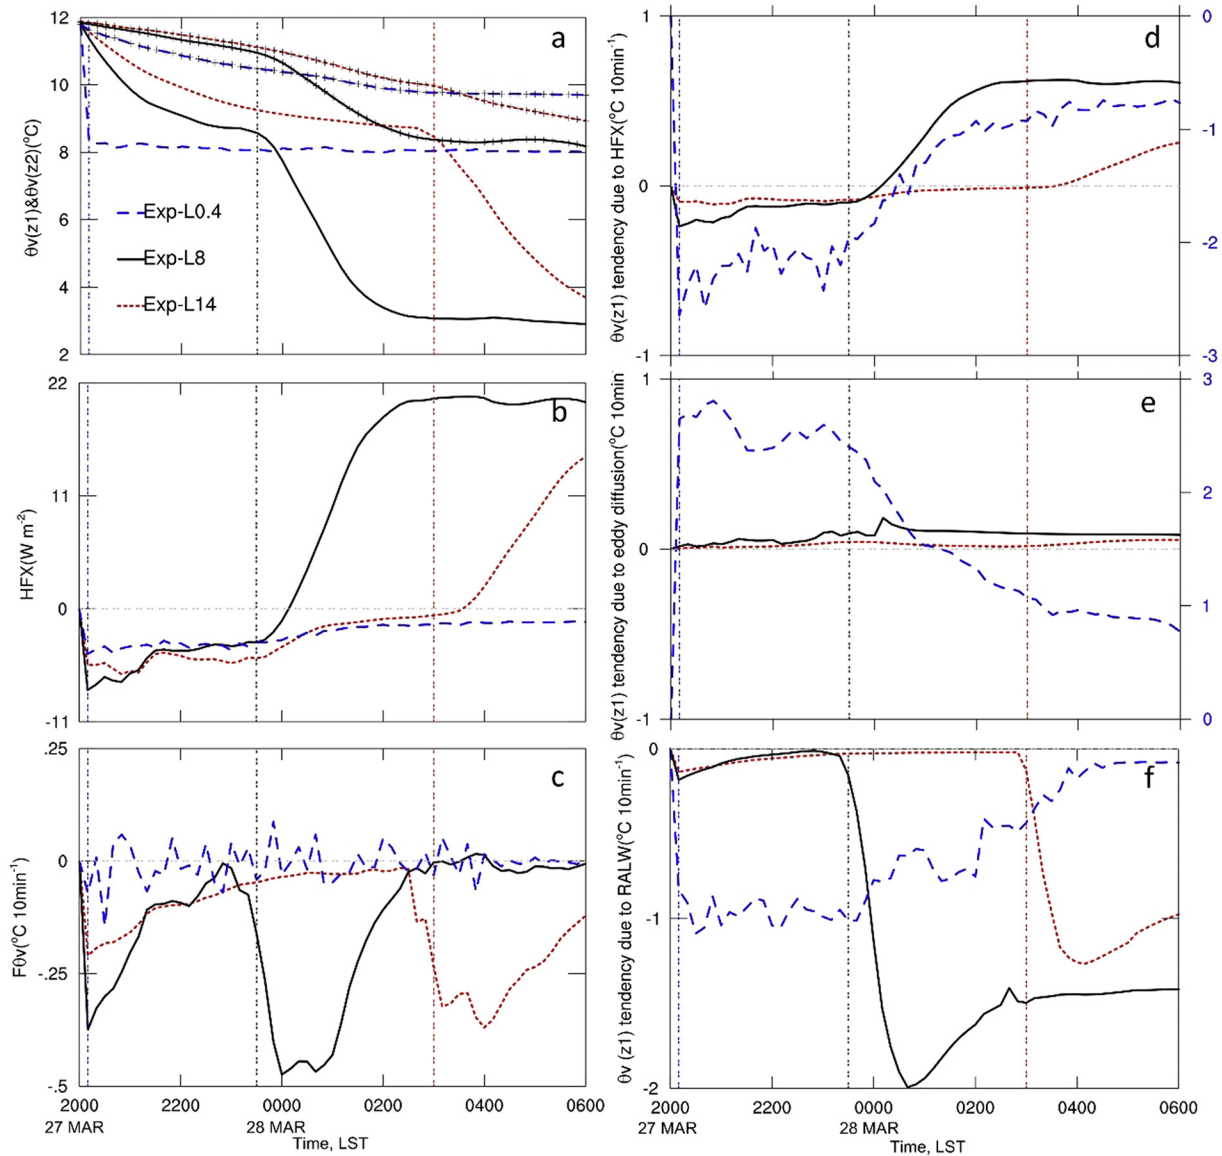 a
θv(z1)&θv(z2)(°C)
12
10
8
6
4
2
Exp-L0.4
Exp-L8
Exp-L14
b
HFX(W m-2)
22
11
0
-11
c
Fθv(°C 10min-1)
.25
0
-.25
-.5
2000
2200
0000
0200
0400
0600
27 MAR
28 MAR
Time, LST
d
θv(z1) tendency due to HFX(°C 10min-1)
1
0
-1
0
-1
-2
-3
e
θv(z1) tendency due to eddy diffusion(°C 10min
1
0
-1
3
2
1
0
f
θv (z1) tendency due to RALW(°C 10min-1)
0
-1
-2
2000
2200
0000
0200
0400
0600
27 MAR
28 MAR
Time, LST